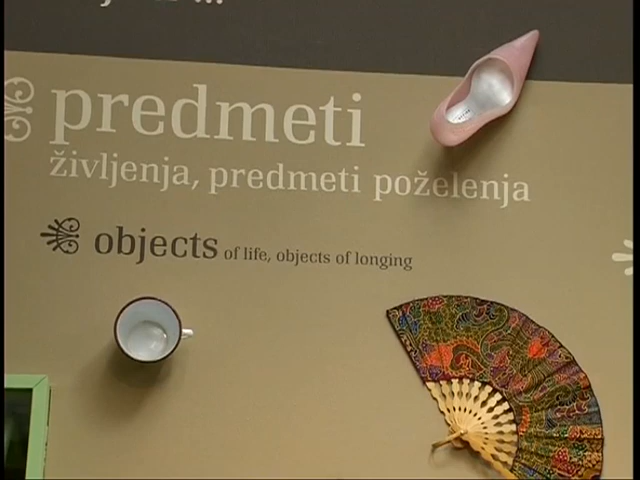 predmeti
življenja, predmeti poželenja
objects of life, objects of longing